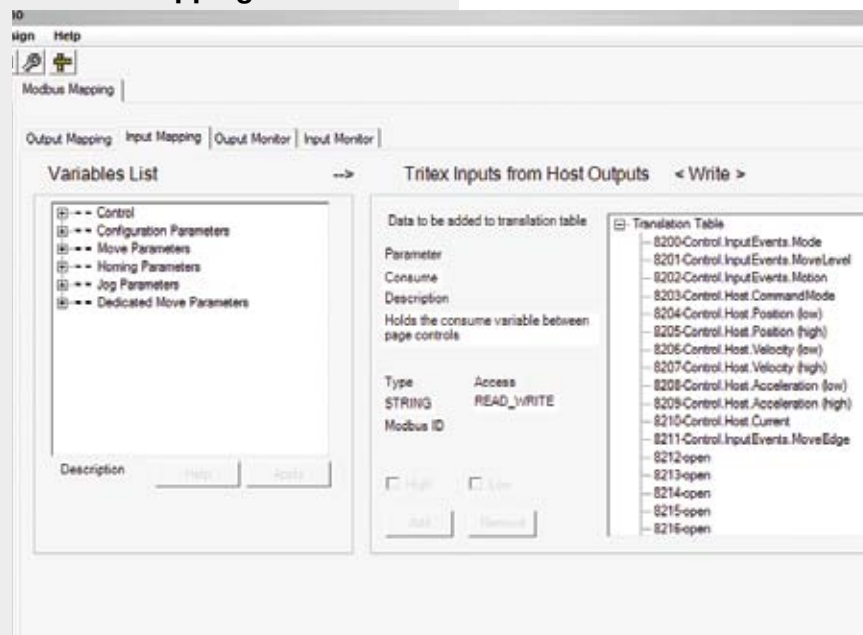 sign Help
Modbus Mapping
Output Mapping Input Mapping Ouput Monitor Input Monitor
Variables List --> Tritex Inputs from Host Outputs < Write >
Control
Configuration Parameters
Move Parameters
Homing Parameters
Jog Parameters
Dedicated Move Parameters
Description Help Apply
Data to be added to translation table
Parameter
Consume
Description
Holds the consume variable between
page controls
Type Access
STRING READ_WRITE
Modbus ID
High Low
Add Remove
Translation Table
8200-Control.InputEvents.Mode
8201-Control.InputEvents.MoveLevel
8202-Control.InputEvents.Motion
8203-Control.Host.CommandMode
8204-Control.Host.Position (low)
8205-Control.Host.Position (high)
8206-Control.Host.Velocity (low)
8207-Control.Host.Velocity (high)
8208-Control.Host.Acceleration (low)
8209-Control.Host.Acceleration (high)
8210-Control.Host.Current
8211-Control.InputEvents.MoveEdge
8212-open
8213-open
8214-open
8215-open
8216-open